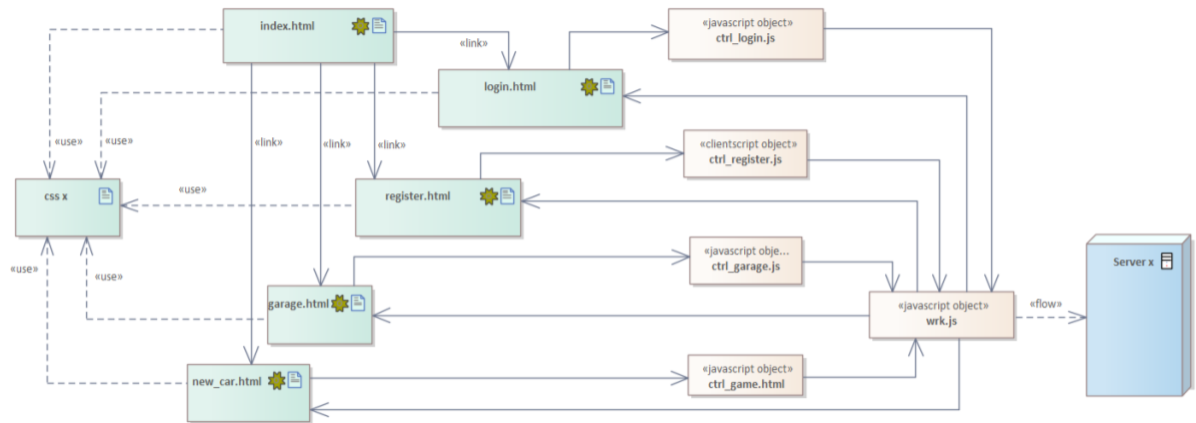 index.html
«javascript object»
ctrl_login.js
«link»
login.html
«use»
«use»
«link»
«link»
«link»
«clientscript object»
ctrl_register.js
css x
«use»
register.html
«javascript obje...
ctrl_garage.js
Server x
«use»
«use»
garage.html
«javascript object»
wrk.js
«flow»
new_car.html
«javascript object»
ctrl_game.html